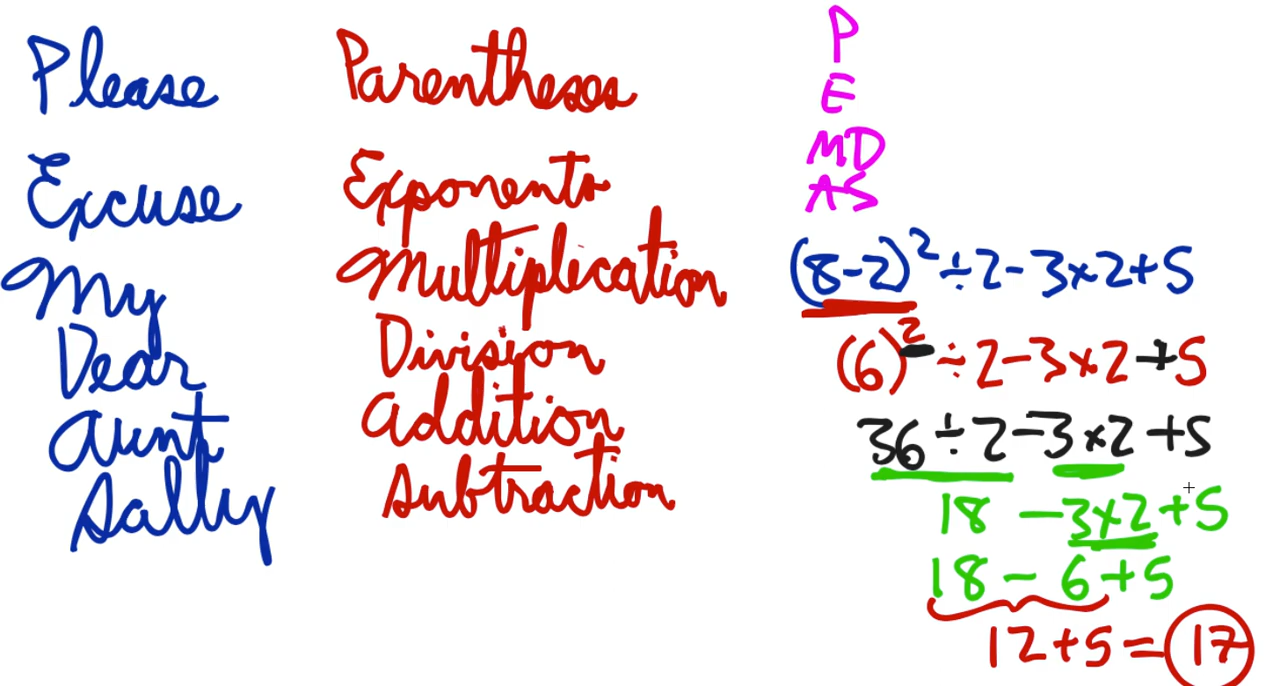 Please
Excuse
My
Dear
Aunt
Sally
Parentheses
Exponents
Multiplication
Division
Addition
Subtraction
P
E
MD
AS
(8-2)² ÷ 2 - 3 × 2 + 5
(6)² ÷ 2 - 3 × 2 + 5
36 ÷ 2 - 3 × 2 + 5
18 - 3 × 2 + 5
18 - 6 + 5
12 + 5 = 17